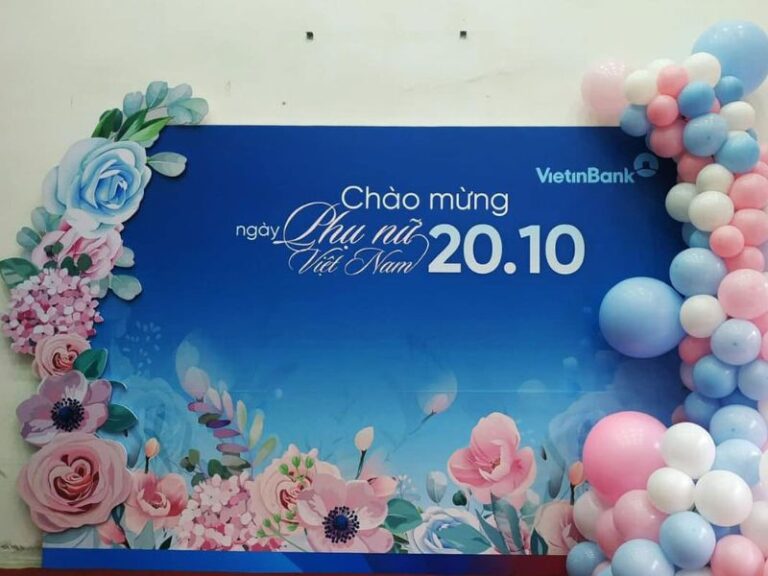 VietinBank
Chào mừng
ngày Phụ nữ
Việt Nam 20.10